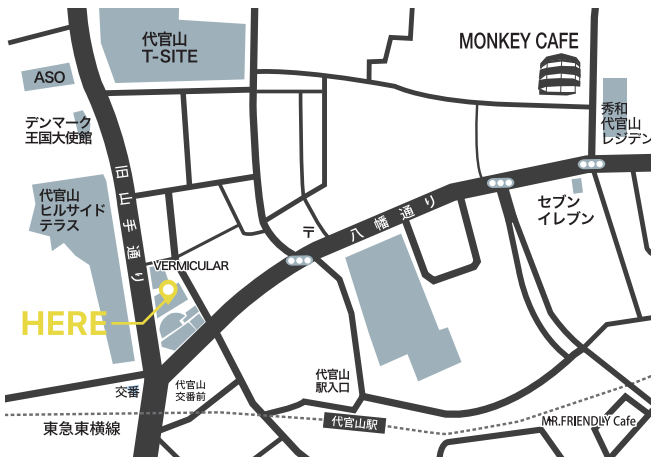 代官山
T-SITE
MONKEY CAFE
ASO
デンマーク
王国大使館
秀和
代官山
レジデンス
旧山手通り
代官山
ヒルサイド
テラス
八幡通り
セブン
イレブン
〒
VERMICULAR
HERE
代官山
駅入口
交番
代官山
交番前
東急東横線
代官山駅
MR.FRIENDLY Cafe